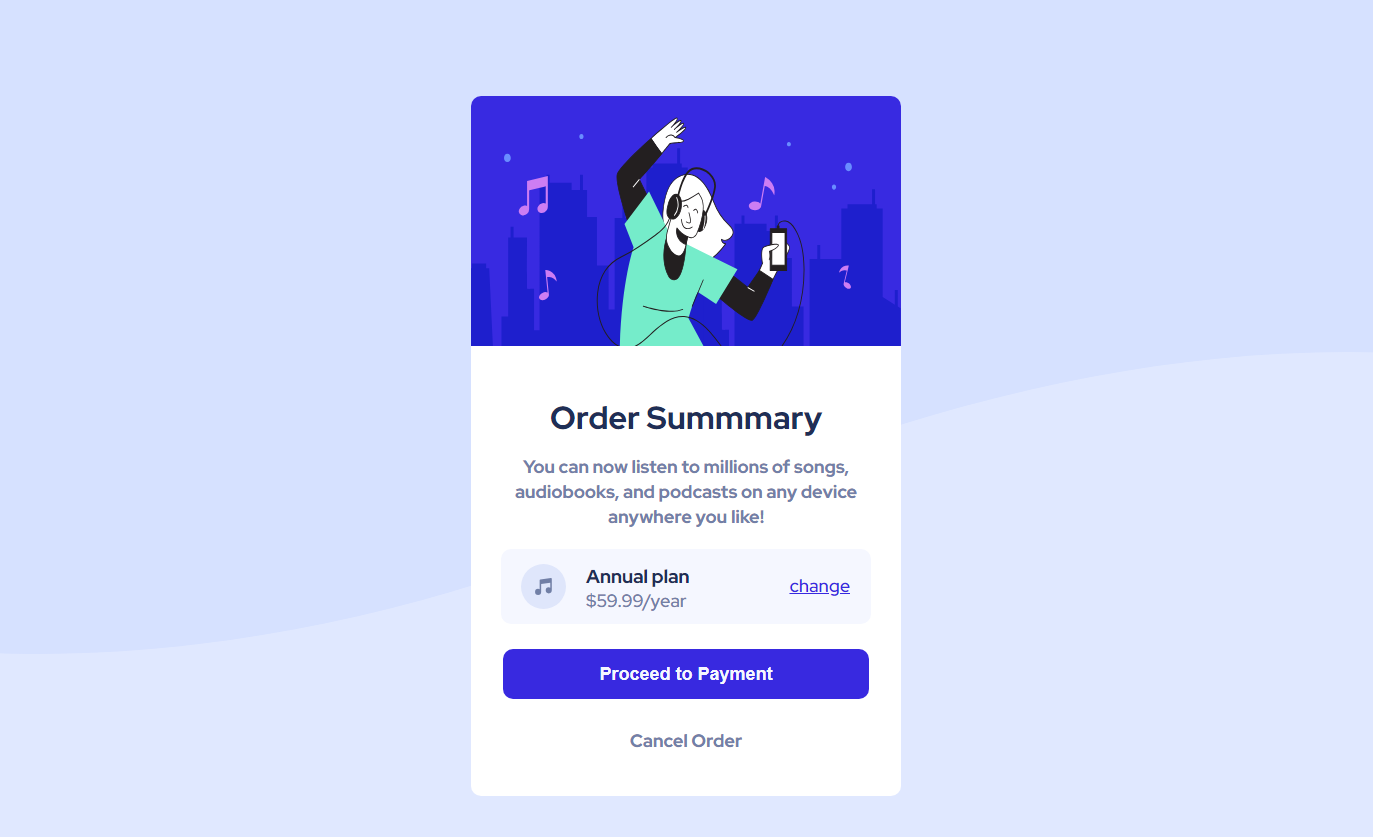 Order Summmary
You can now listen to millions of songs,
audiobooks, and podcasts on any device
anywhere you like!
Annual plan
$59.99/year
change
Proceed to Payment
Cancel Order